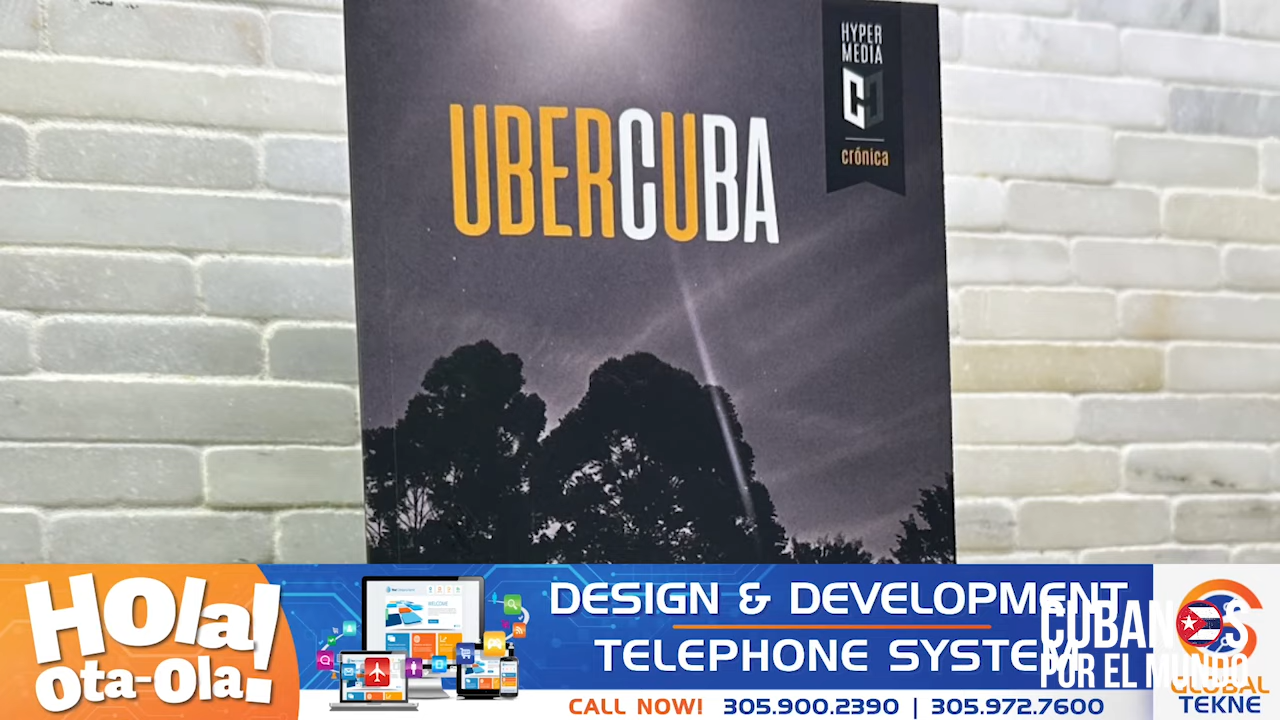 HYPER
MEDIA
crónica
UBERCUBA
HOla!
Ota-Ola!
DESIGN & DEVELOPMENT
TELEPHONE SYSTEM
CALL NOW! 305.900.2390 | 305.972.7600
CUBANOS
POR EL MUNDO
GLOBAL
TEKNE